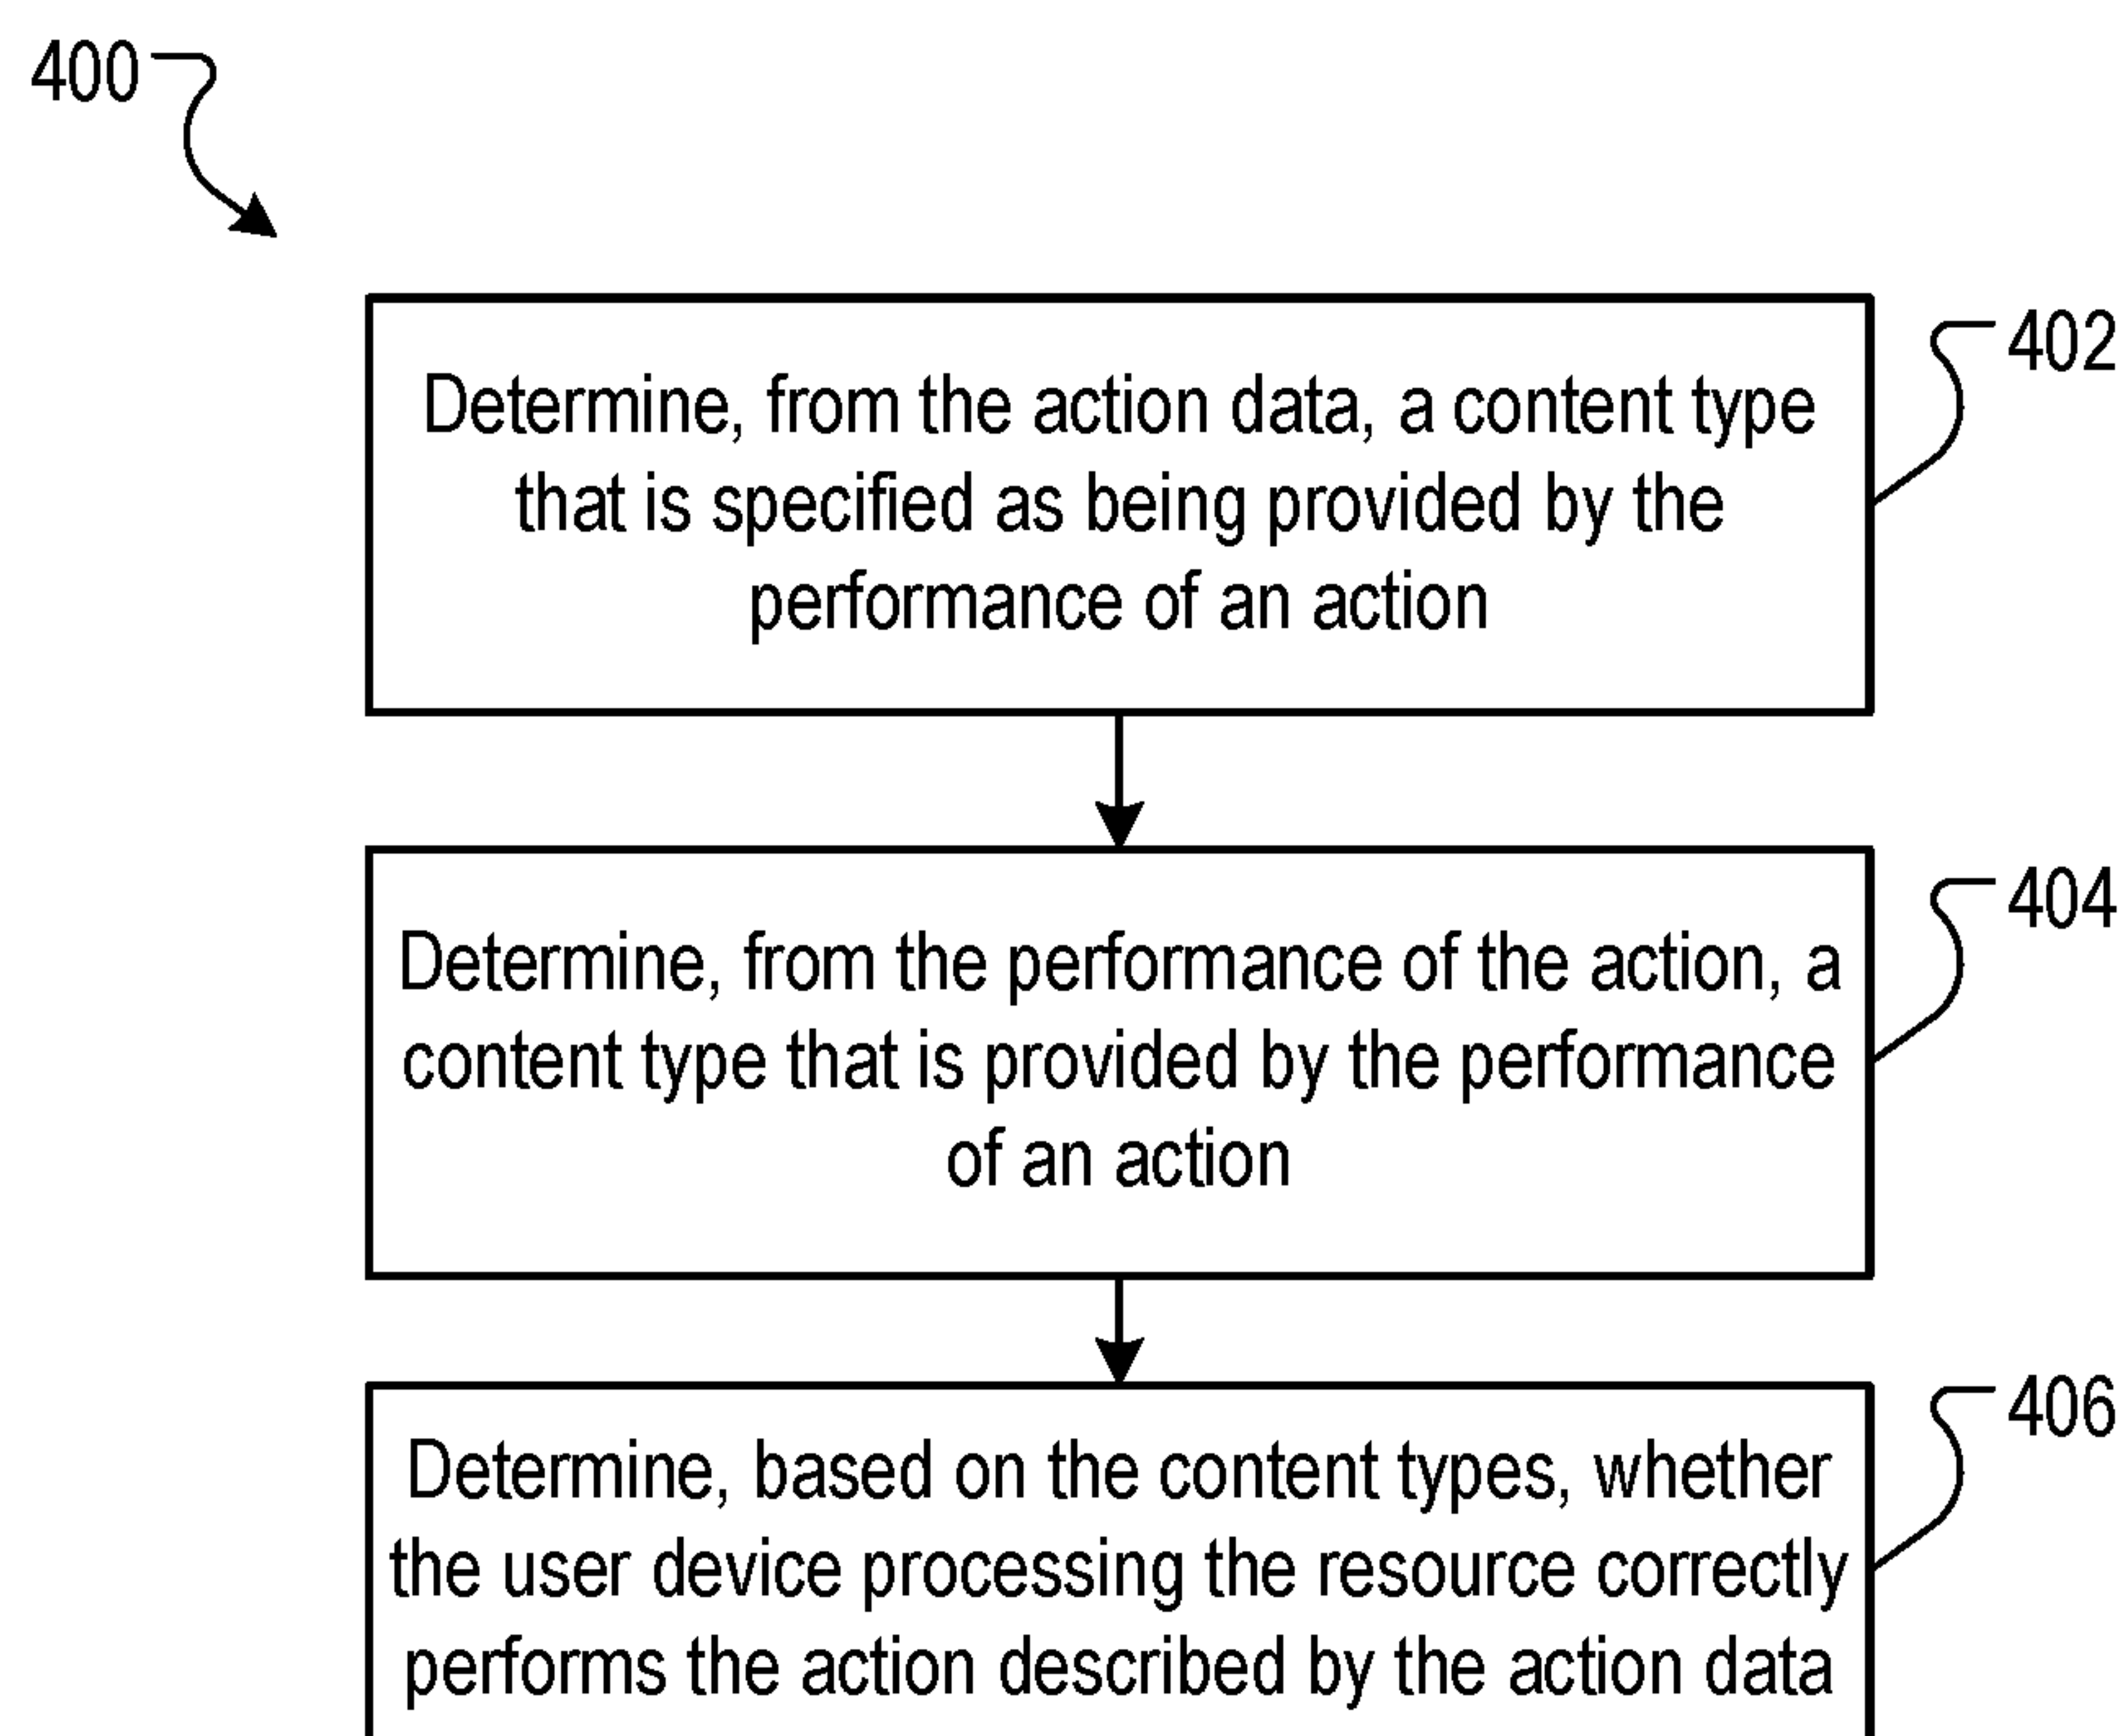 400
402
Determine, from the action data, a content type
that is specified as being provided by the
performance of an action
404
Determine, from the performance of the action, a
content type that is provided by the performance
of an action
406
Determine, based on the content types, whether
the user device processing the resource correctly
performs the action described by the action data